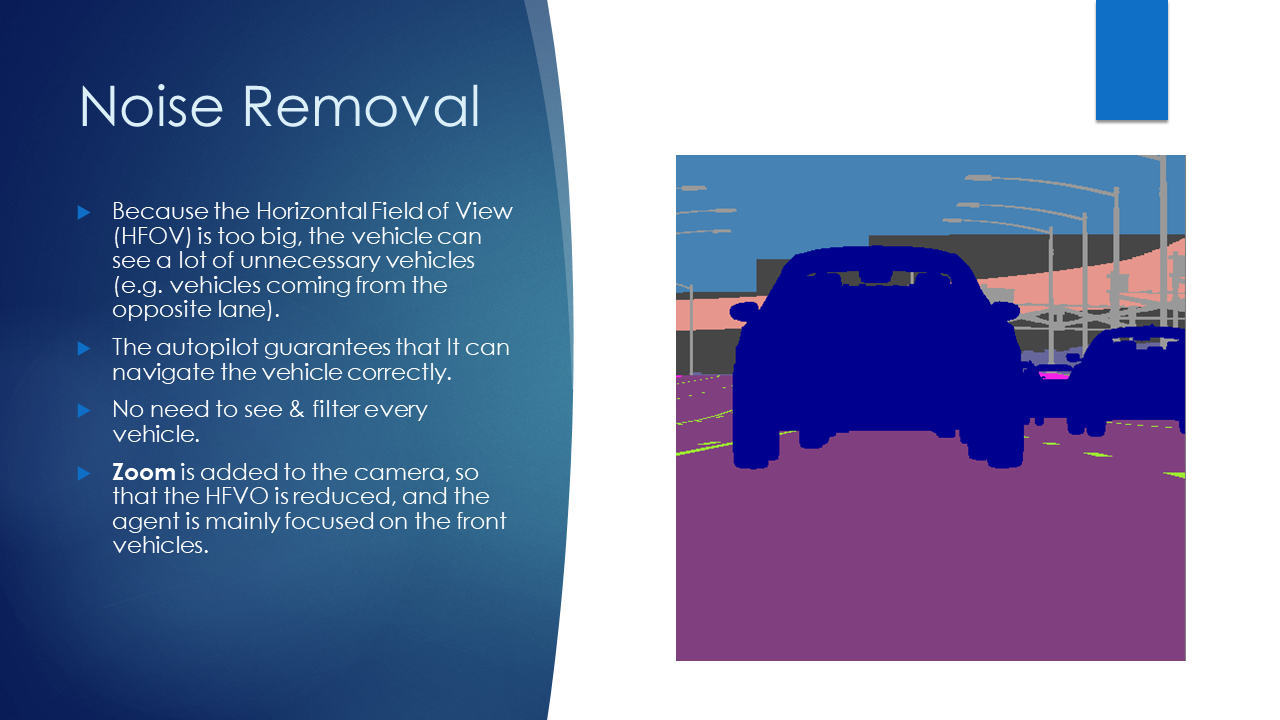 Noise Removal
Because the Horizontal Field of View
(HFOV) is too big, the vehicle can
see a lot of unnecessary vehicles
(e.g. vehicles coming from the
opposite lane).
The autopilot guarantees that It can
navigate the vehicle correctly.
No need to see & filter every
vehicle.
Zoom is added to the camera, so
that the HFVO is reduced, and the
agent is mainly focused on the front
vehicles.